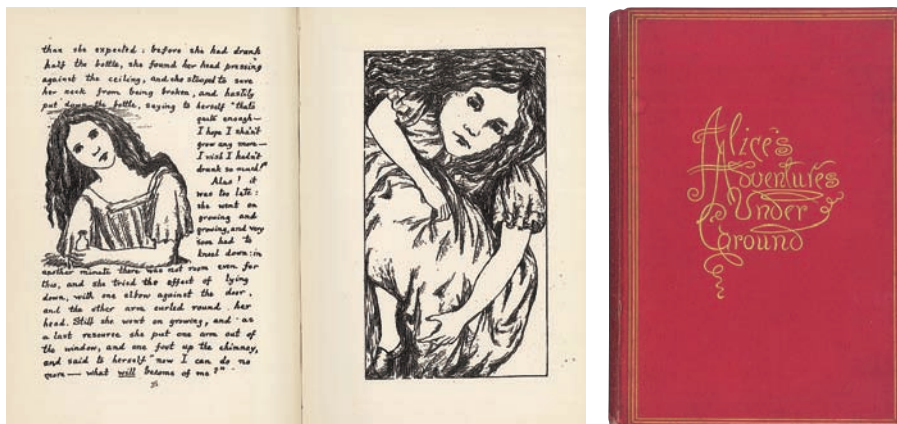 than she expected : before she had drunk
half the bottle, she found her head pressing
against the ceiling, and she stooped to save
her neck from being broken, and hastily
put down the bottle, saying to herself "that's
quite enough—
I hope I shan't
grow any more—
I wish I hadn't
drank so much!"
Alas! it
was too late:
she went on
growing and
growing, and very
soon had to
kneel down: in
another minute there was not room even for
this, and she tried the effect of lying
down, with one elbow against the door,
and the other arm curled round her
head. Still she went on growing, and as
a last resource she put one arm out of
the window, and one foot up the chimney,
and said to herself "now I can do no
more— what will become of me?"
Alice's
Adventures
Under
Ground